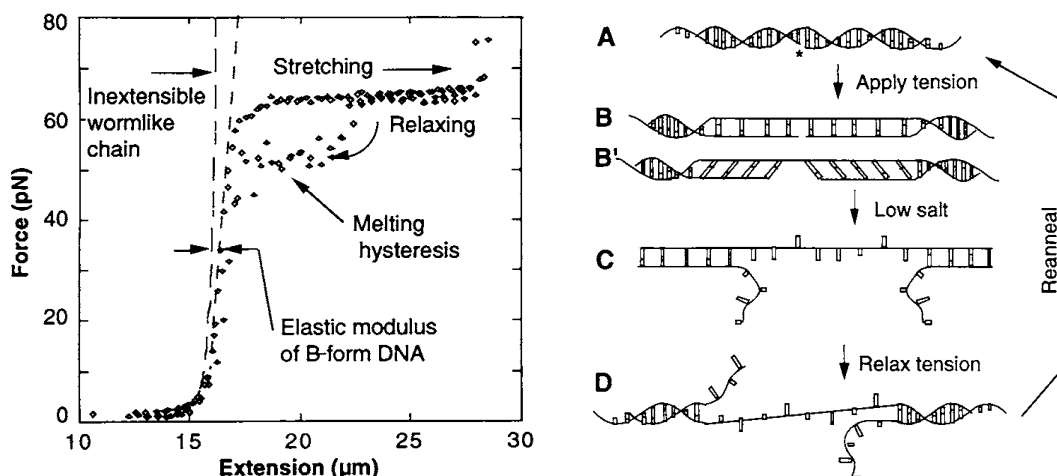 80
60
40
20
0
10
15
20
25
30
Force (pN)
Extension (µm)
Inextensible
wormlike
chain
Stretching
Relaxing
Melting
hysteresis
Elastic modulus
of B-form DNA
A
*
Apply tension
B
B'
Low salt
C
Relax tension
D
Reanneal